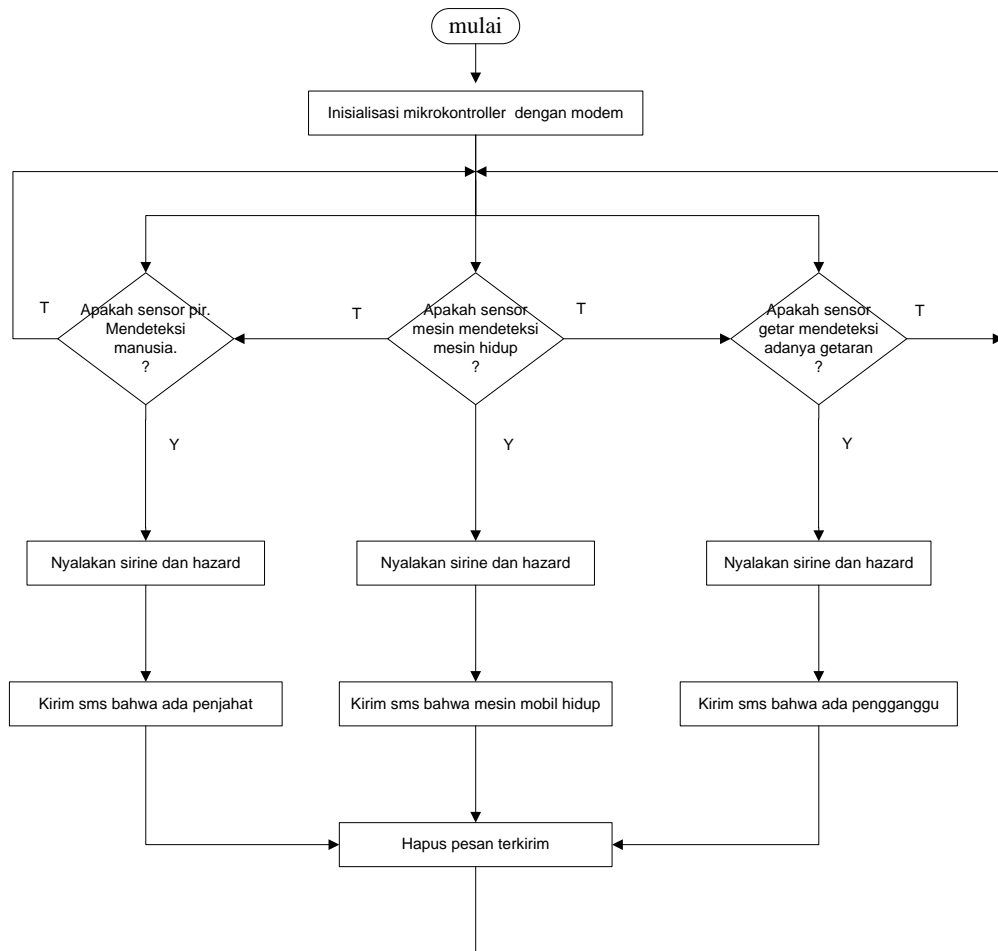 mulai
Inisialisasi mikrokontroller dengan modem
T
Apakah sensor pir.
Mendeteksi
manusia.
?
T
Apakah sensor
mesin mendeteksi
mesin hidup
?
T
Apakah sensor
getar mendeteksi
adanya getaran
?
T
Y
Y
Y
Nyalakan sirine dan hazard
Nyalakan sirine dan hazard
Nyalakan sirine dan hazard
Kirim sms bahwa ada penjahat
Kirim sms bahwa mesin mobil hidup
Kirim sms bahwa ada pengganggu
Hapus pesan terkirim